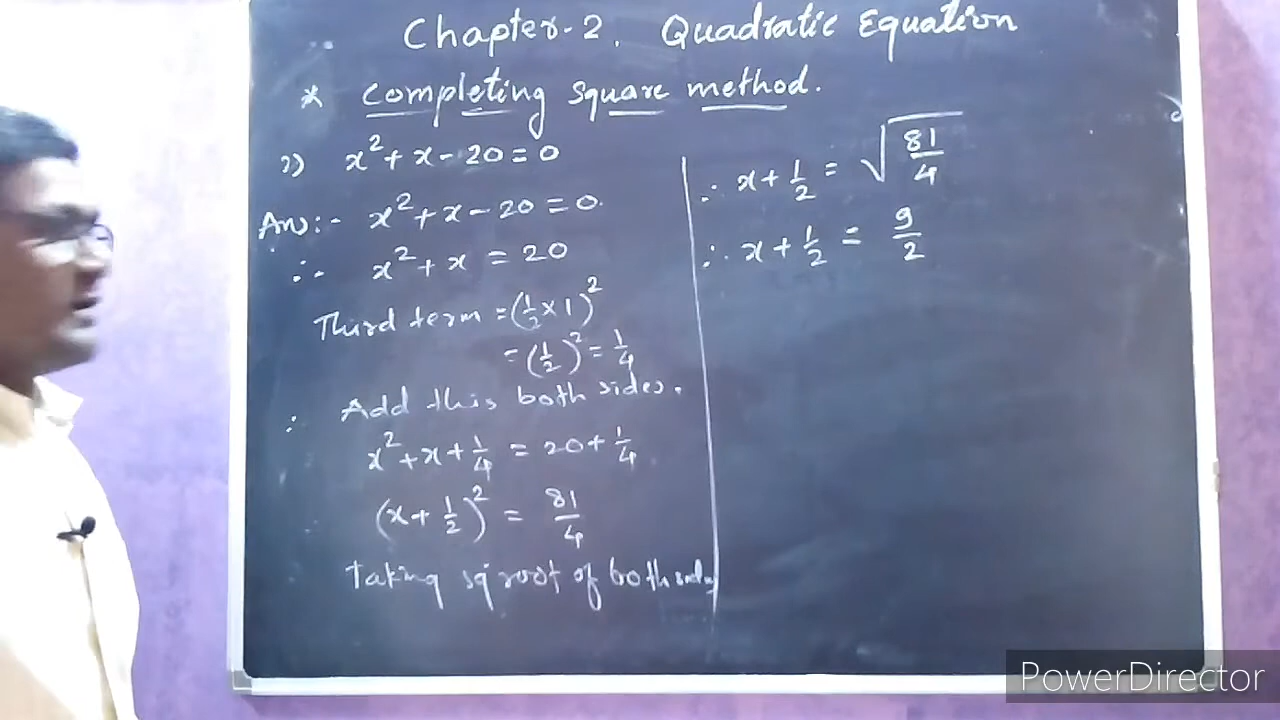 Chapter-2. Quadratic Equation
* completing square method.
1) x² + x - 20 = 0
Ans:- x² + x - 20 = 0.
∴ x² + x = 20
Third term = (1/2 × 1)²
= (1/2)² = 1/4
∴ Add this both sides.
x² + x + 1/4 = 20 + 1/4
(x + 1/2)² = 81/4
Taking sq root of both sides
∴ x + 1/2 = √(81/4)
∴ x + 1/2 = 9/2
PowerDirector